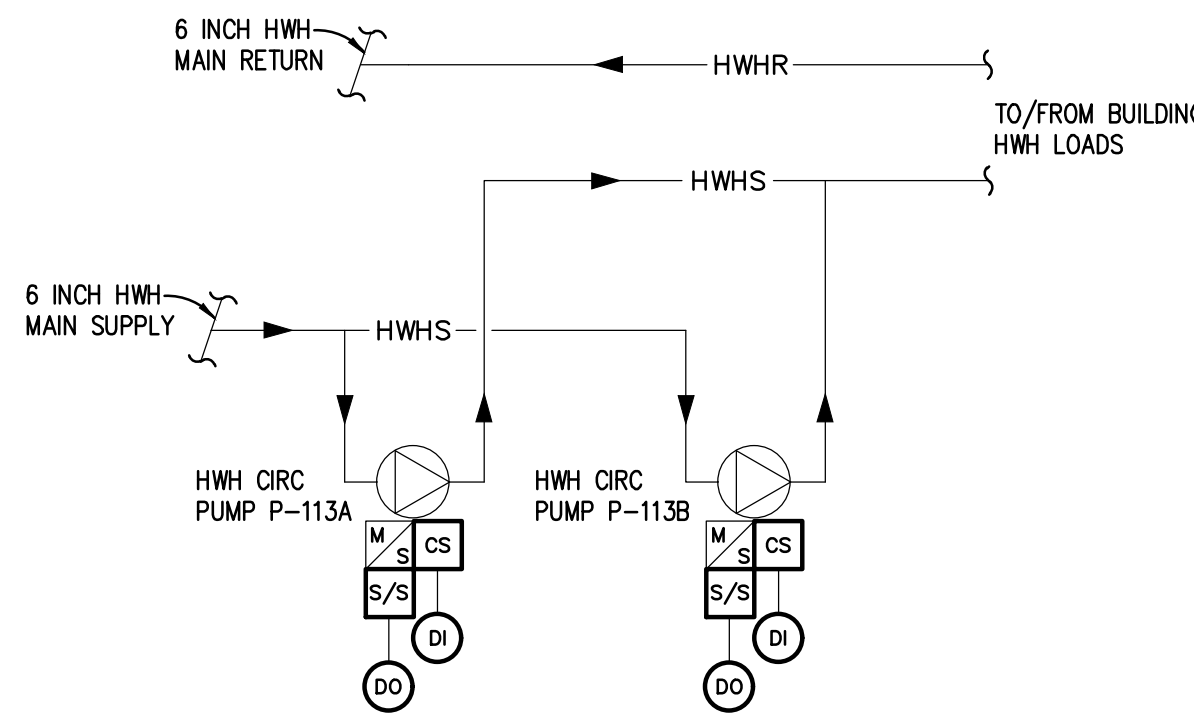 6 INCH HWH
MAIN RETURN
HWHR
TO/FROM BUILDING
HWH LOADS
HWHS
6 INCH HWH
MAIN SUPPLY
HWHS
HWH CIRC
PUMP P-113A
HWH CIRC
PUMP P-113B
M
S
CS
M
S
CS
S/S
S/S
DI
DI
DO
DO